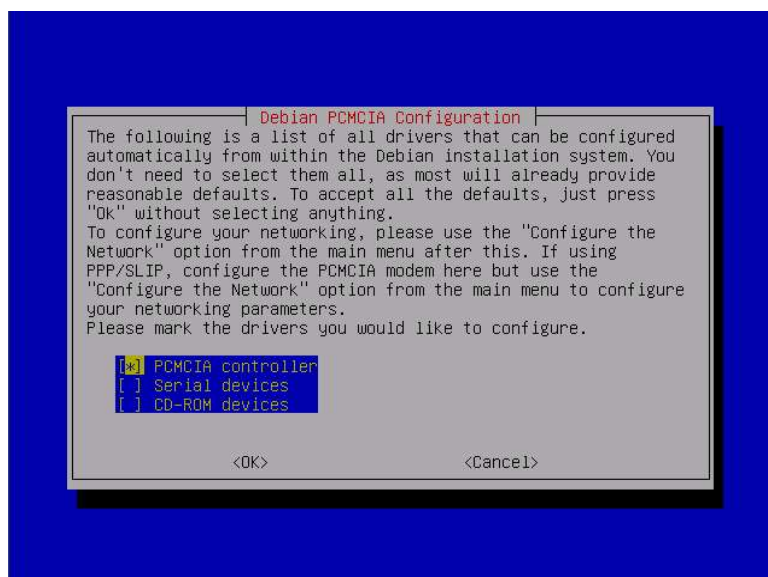 Debian PCMCIA Configuration
The following is a list of all drivers that can be configured
automatically from within the Debian installation system. You
don't need to select them all, as most will already provide
reasonable defaults. To accept all the defaults, just press
"Ok" without selecting anything.
To configure your networking, please use the "Configure the
Network" option from the main menu after this. If using
PPP/SLIP, configure the PCMCIA modem here but use the
"Configure the Network" option from the main menu to configure
your networking parameters.
Please mark the drivers you would like to configure.
[*] PCMCIA controller
[ ] Serial devices
[ ] CD-ROM devices
<OK> <Cancel>